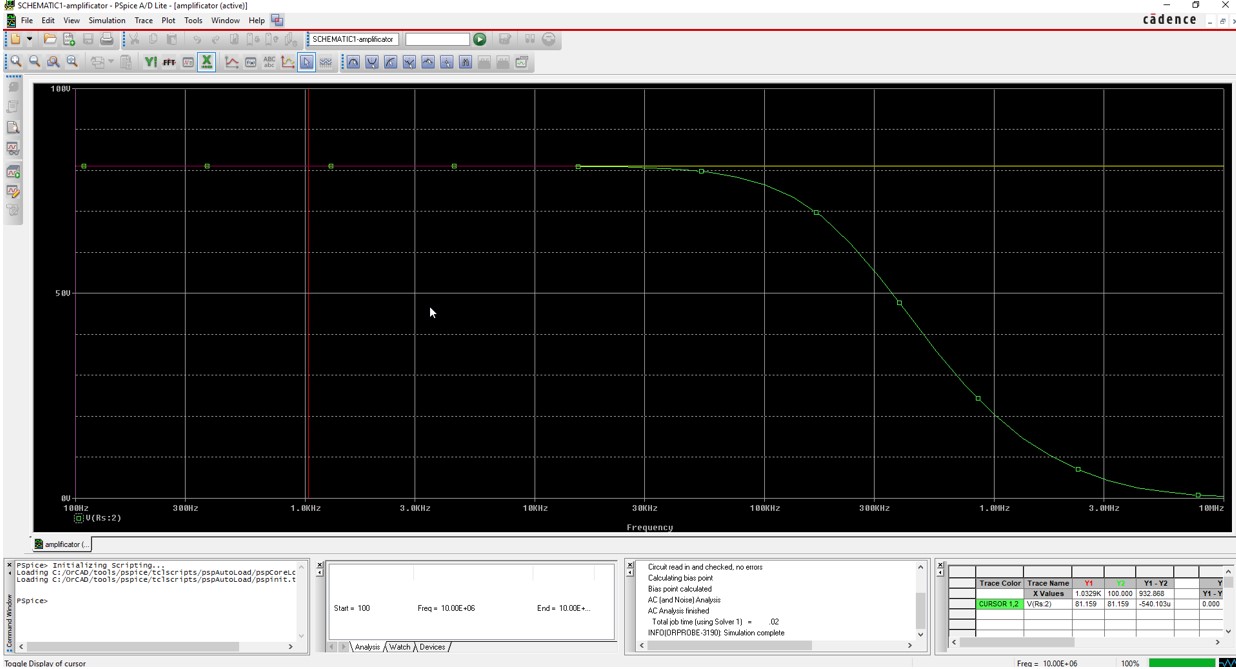 SCHEMATIC1-amplificator - PSpice A/D Lite - [amplificator (active)]
File Edit View Simulation Trace Plot Tools Window Help
cādence
SCHEMATIC1-amplificator
100V
50V
0V
100Hz 300Hz 1.0KHz 3.0KHz 10KHz 30KHz 100KHz 300KHz 1.0MHz 3.0MHz 10MHz
V(Rs:2)
Frequency
amplificator (...
Command Window
PSpice> Initializing Scripting...
Loading C:/OrCAD/tools/pspice/tclscripts/pspAutoLoad/pspCoreLc
Loading C:/OrCAD/tools/pspice/tclscripts/pspAutoLoad/pspinit.t
PSpice>
Start = 100 Freq = 10.00E+06 End = 10.00E+...
Analysis Watch Devices
Circuit read in and checked, no errors
Calculating bias point
Bias point calculated
AC (and Noise) Analysis
AC Analysis finished
Total job time (using Solver 1) = .02
INFO(ORPROBE-3190): Simulation complete
Trace Color Trace Name Y1 Y2 Y1 - Y2 Y
X Values 1.0329K 100.000 932.868 Y1 - Y
CURSOR 1,2 V(Rs:2) 81.159 81.159 -540.103u 0.000
Toggle Display of cursor
Freq = 10.00E+06 100%